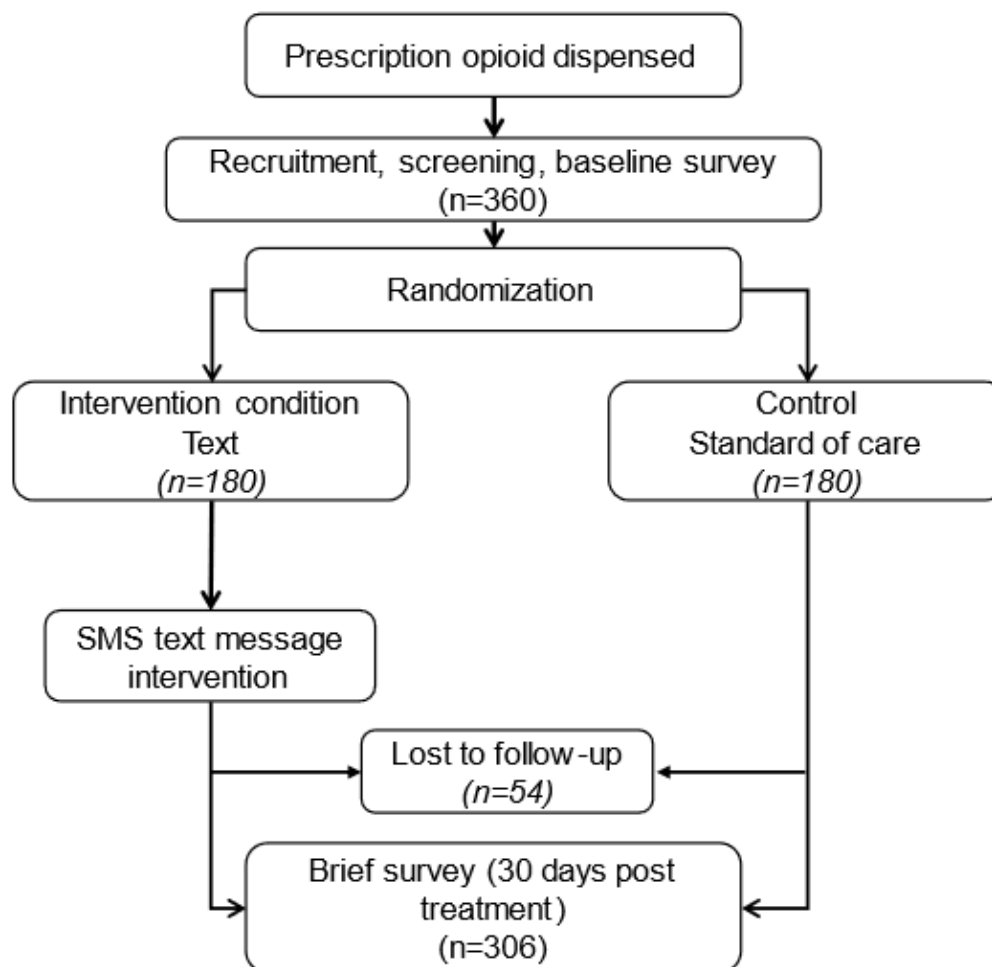 Prescription opioid dispensed
Recruitment, screening, baseline survey
(n=360)
Randomization
Intervention condition
Text
(n=180)
Control
Standard of care
(n=180)
SMS text message
intervention
Lost to follow-up
(n=54)
Brief survey (30 days post
treatment)
(n=306)